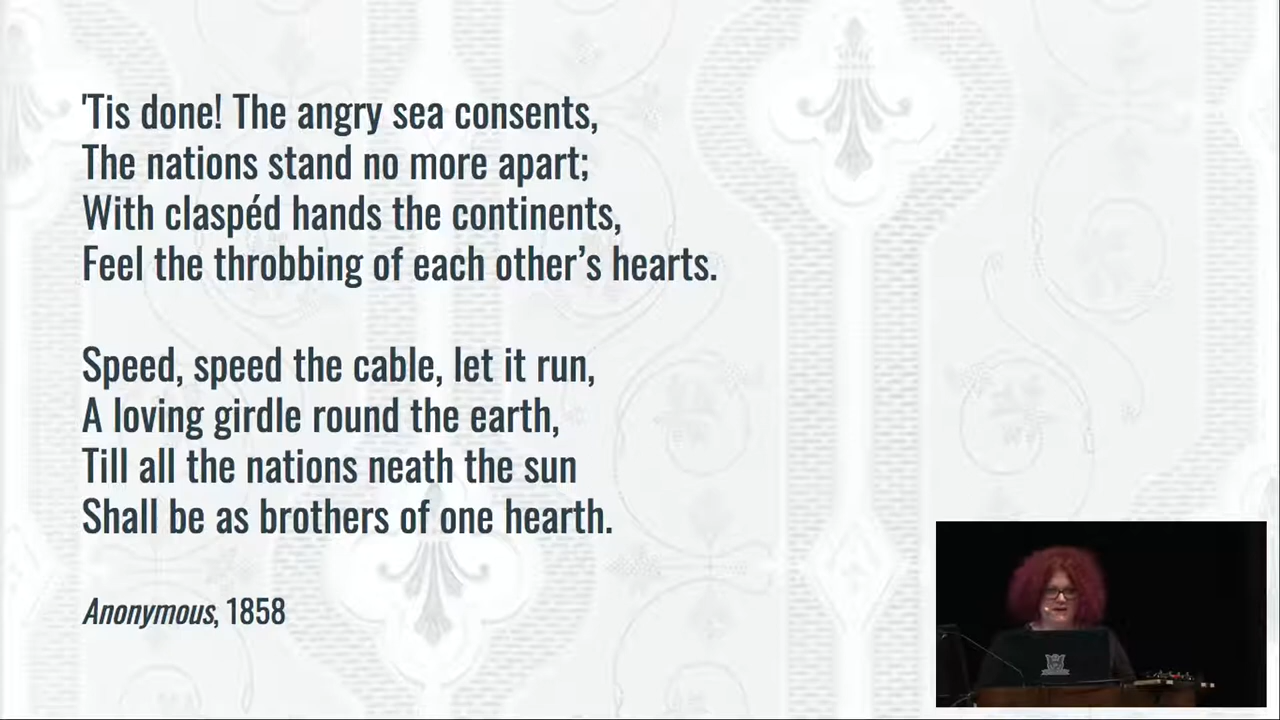 'Tis done! The angry sea consents,
The nations stand no more apart;
With claspéd hands the continents,
Feel the throbbing of each other’s hearts.
Speed, speed the cable, let it run,
A loving girdle round the earth,
Till all the nations neath the sun
Shall be as brothers of one hearth.
Anonymous, 1858